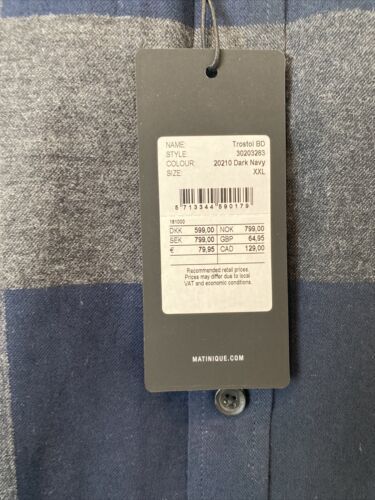 NAME: Trostol BD
STYLE: 30203263
COLOUR: 20210 Dark Navy
SIZE: XXL
5 713344 590179
181000
DKK 599,00 NOK 799,00
SEK 799,00 GBP 64,95
€ 79,95 CAD 129,00
Recommended retail prices.
Prices may differ due to local
VAT and economic conditions.
MATINIQUE.COM